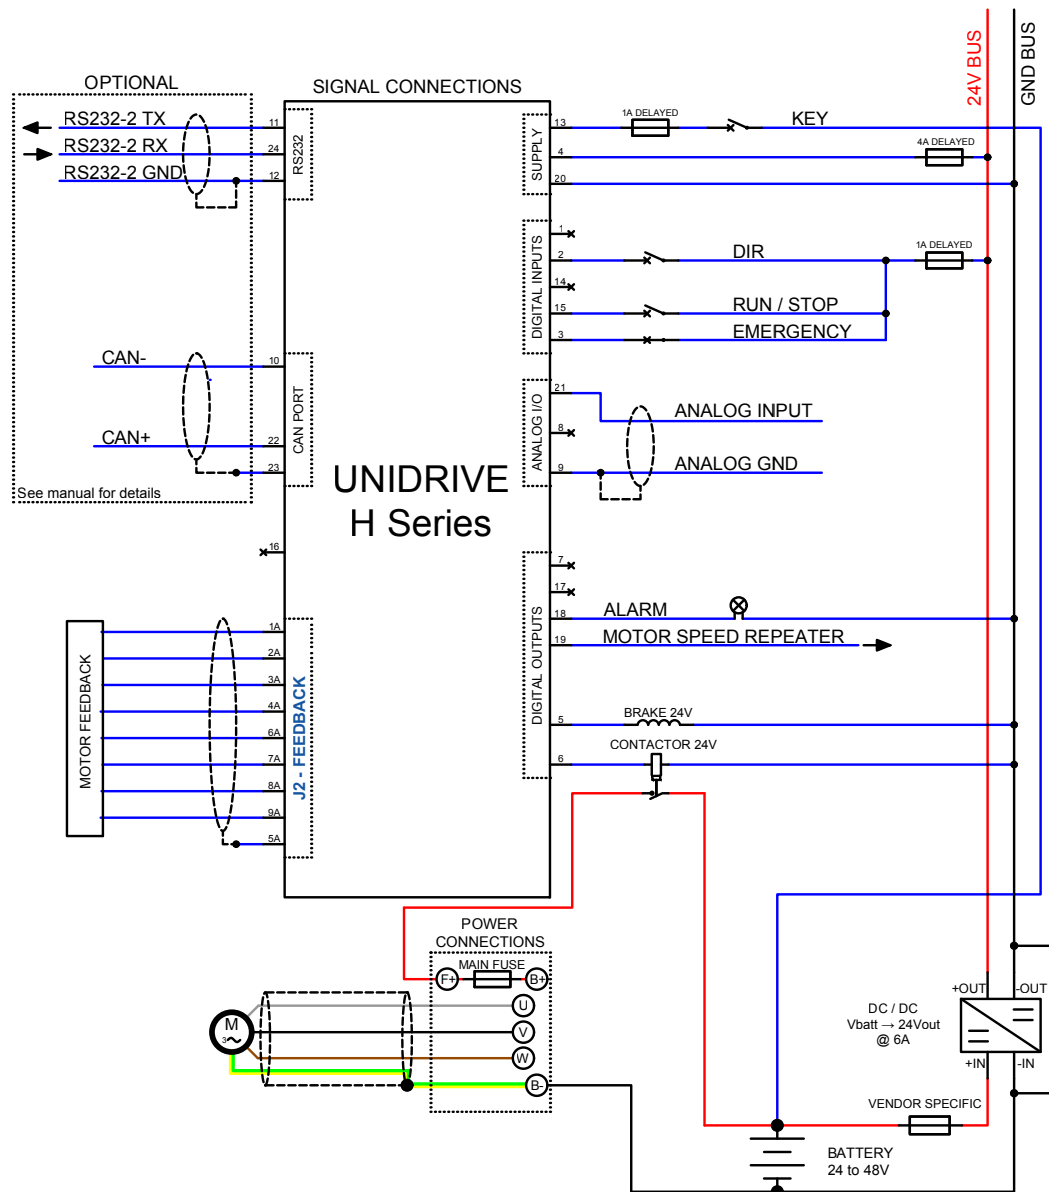 OPTIONAL
SIGNAL CONNECTIONS
24V BUS
GND BUS
RS232-2 TX
RS232-2 RX
RS232-2 GND
11
24
12
RS232
CAN-
CAN+
10
22
23
CAN PORT
See manual for details
16
MOTOR FEEDBACK
1A
2A
3A
4A
6A
7A
8A
9A
5A
J2 - FEEDBACK
UNIDRIVE
H Series
SUPPLY
13
4
20
1A DELAYED
KEY
4A DELAYED
DIGITAL INPUTS
1
2
14
15
3
DIR
1A DELAYED
RUN / STOP
EMERGENCY
ANALOG I/O
21
8
9
ANALOG INPUT
ANALOG GND
DIGITAL OUTPUTS
7
17
18
19
5
6
ALARM
MOTOR SPEED REPEATER
BRAKE 24V
CONTACTOR 24V
POWER
CONNECTIONS
MAIN FUSE
F+
B+
U
V
W
B-
M
3
+OUT
-OUT
DC / DC
Vbatt → 24Vout
@ 6A
+IN
-IN
VENDOR SPECIFIC
BATTERY
24 to 48V